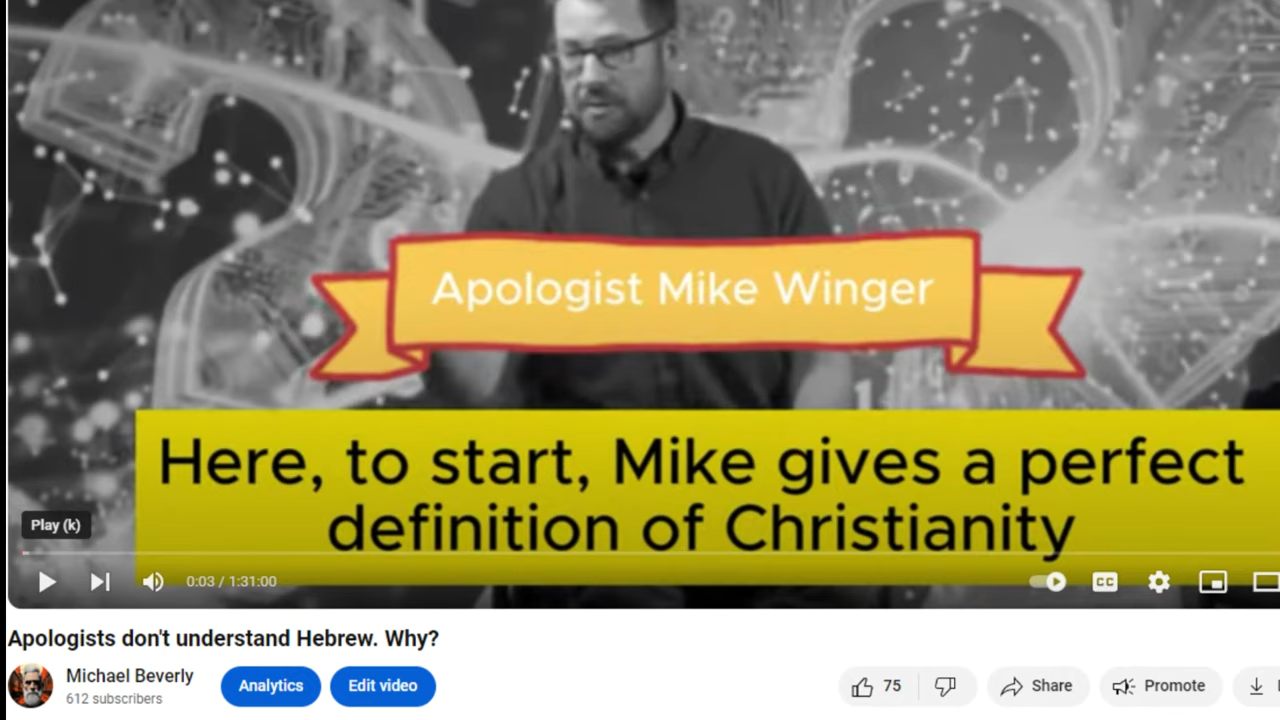 Apologist Mike Winger
Here, to start, Mike gives a perfect
definition of Christianity
Play (k)
0:03 / 1:31:00
CC
Apologists don't understand Hebrew. Why?
Michael Beverly
612 subscribers
Analytics
Edit video
75
Share
Promote